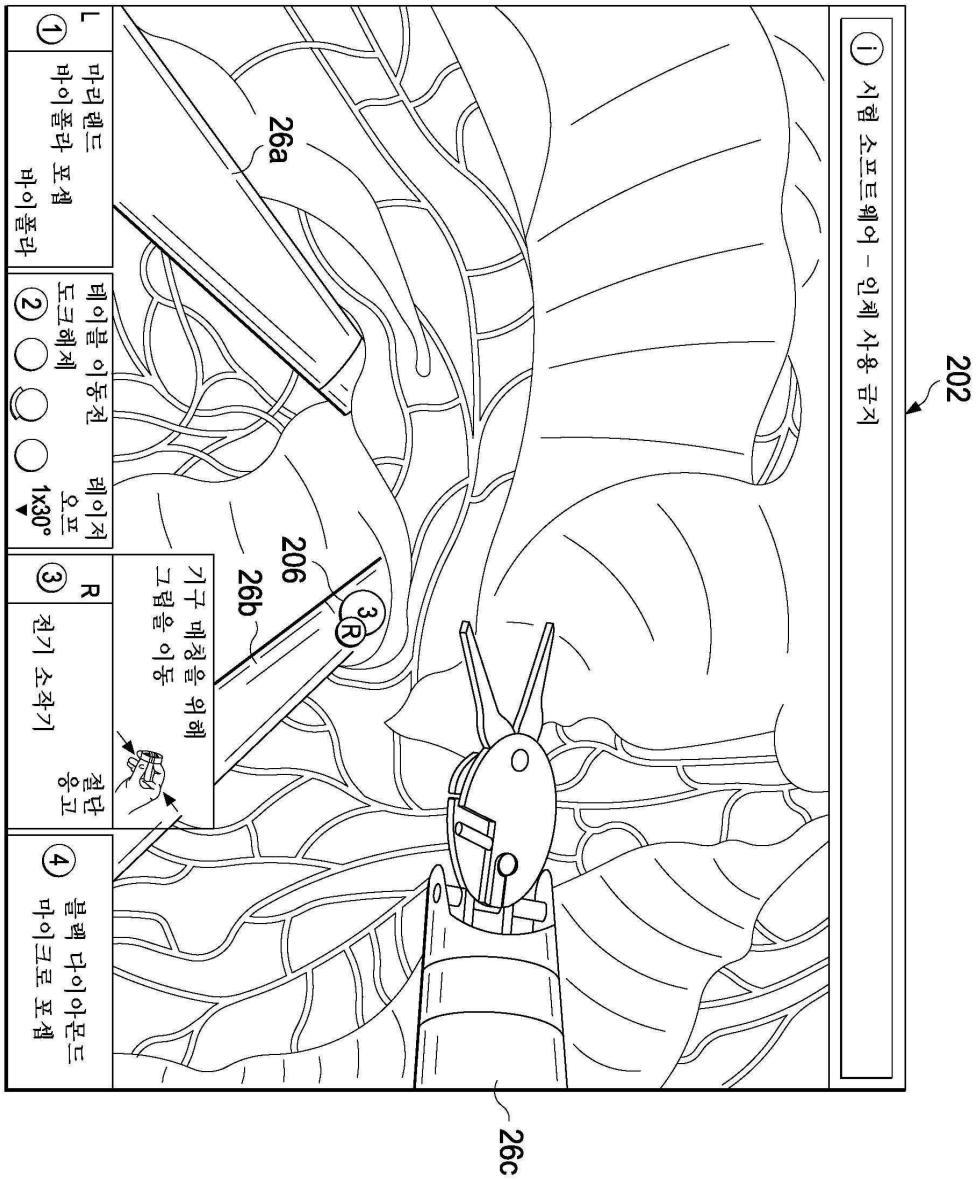 202
ⓘ 시험 소프트웨어 - 인체 사용 금지
26a
26c
206
3
R
26b
기구 매칭을 위해
그립을 이동
L
①
마리랜드
바이폴라 포셉
바이폴라
②
테이블 이동전
도크해제
레이저
오프
1x30°
R
③
전기 소작기
절단
응고
④
블랙 다이아몬드
마이크로 포셉